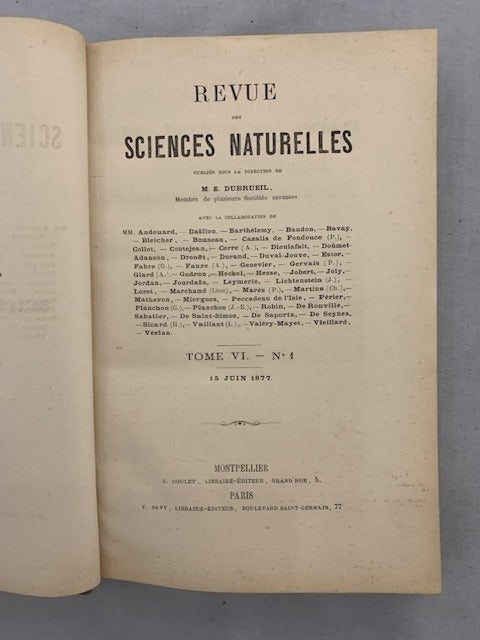 REVUE
DES
SCIENCES NATURELLES
PUBLIÉE SOUS LA DIRECTION DE
M. E. DUBRUEIL,
Membre de plusieurs Sociétés savantes
AVEC LA COLLABORATION DE
MM. Andouard, — Baillon. — Barthélemy, — Baudon, — Bavay,
— Bleicher, — Bonneau, — Cazalis de Fondouce (P.), —
Collot, — Contejean, — Corre (A.), — Dieulafait, — Doûmet-
Adanson, — Drouët, — Durand, — Duval-Jouve, — Estor, —
Fabre (G.), — Faure (A.), — Genevier, — Gervais (P.), —
Giard (A.), — Godron, — Heckel, — Hesse, — Jobert, — Joly, —
Jordan, — Jourdain, — Leymerie, — Lichtenstein (J.), —
Loret, — Marchand (Léon), — Marès (P.), — Martins (Ch.), —
Matheron, — Miergues, — Peccadeau de l'Isle, — Périer, —
Planchon (G.), — Planchon (J.-E.), — Robin, — De Rouville, —
Sabatier, — De Saint-Simon, — De Saporta, — De Seynes,
— Sicard (H.), — Vaillant (L.), — Valéry-Mayet, — Vieillard,
— Vézian.
TOME VI. — N° 1
15 JUIN 1877.
MONTPELLIER
C. COULET, LIBRAIRE-ÉDITEUR, GRAND'RUE, 5.
PARIS
F. SAVY, LIBRAIRE-ÉDITEUR, BOULEVARD SAINT-GERMAIN, 77